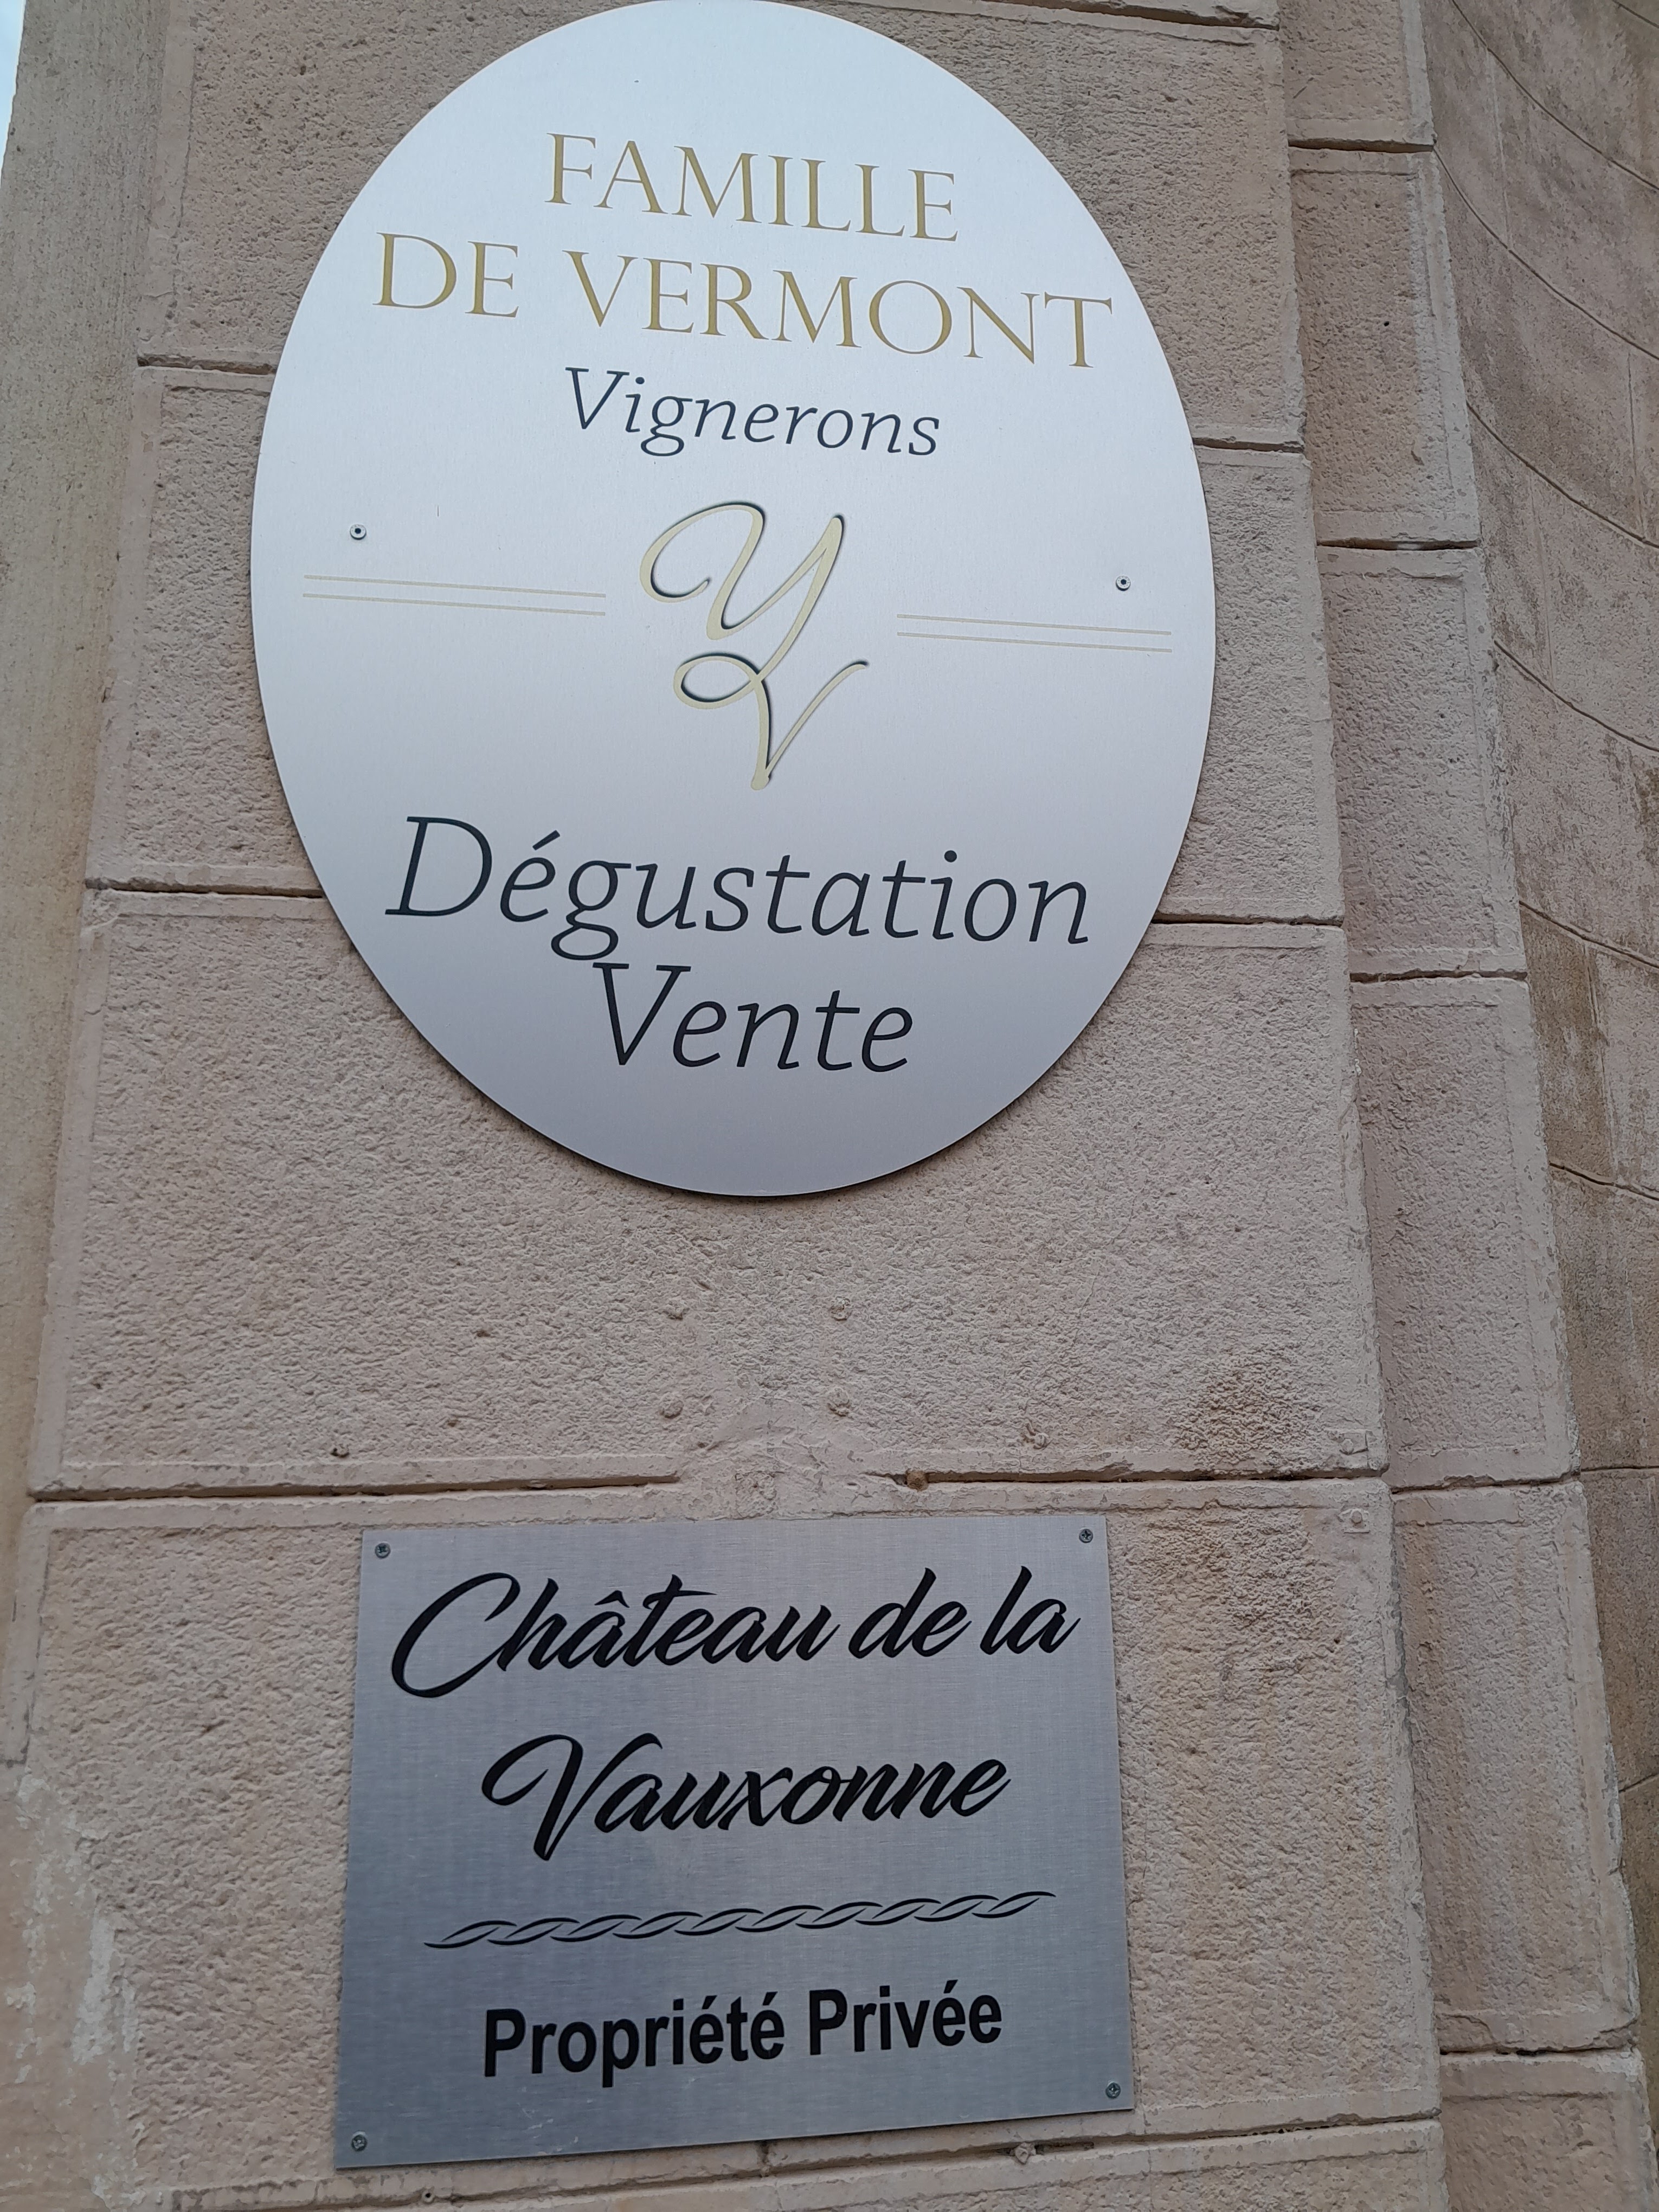 FAMILLE
DE VERMONT
Vignerons
YV
Dégustation
Vente
Château de la
Vauxonne
Propriété Privée